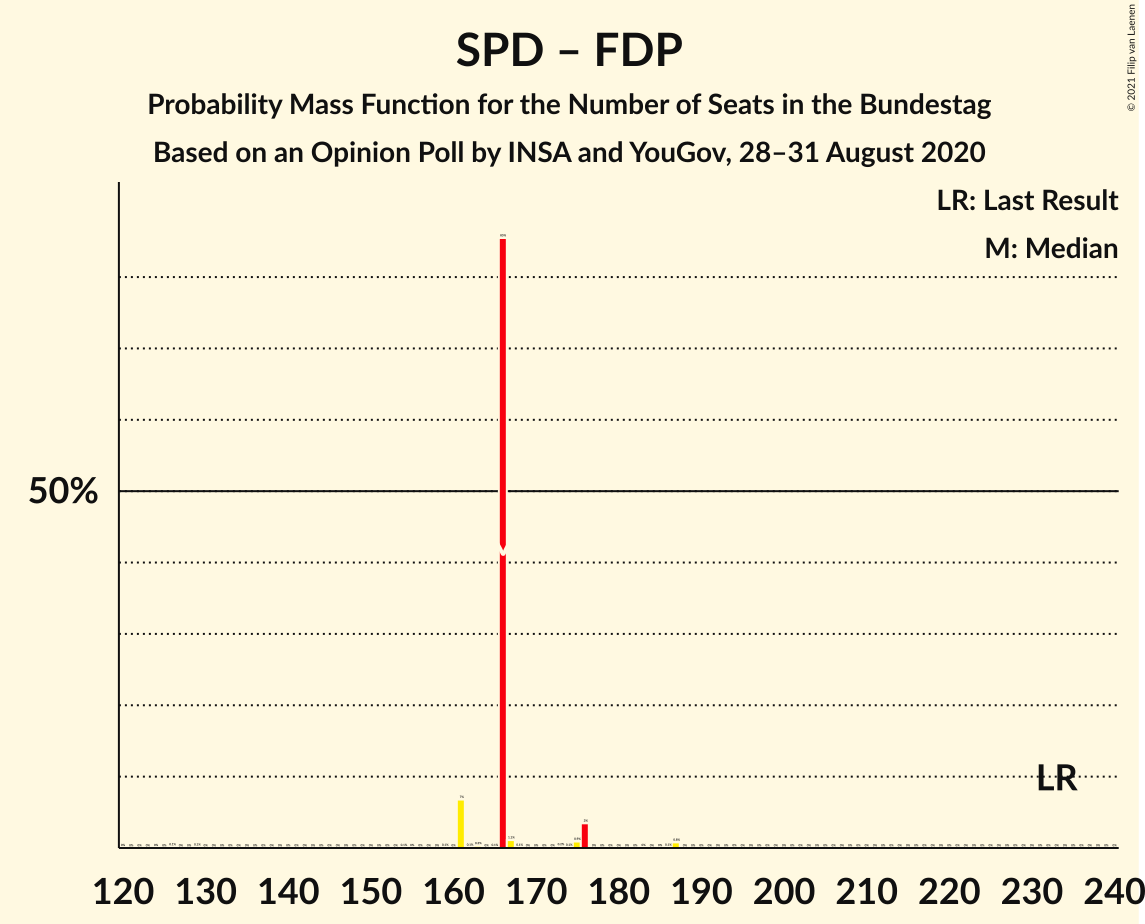 SPD – FDP
Probability Mass Function for the Number of Seats in the Bundestag
Based on an Opinion Poll by INSA and YouGov, 28–31 August 2020
© 2021 Filip van Laenen
LR: Last Result
M: Median
50%
LR
120 130 140 150 160 170 180 190 200 210 220 230 240